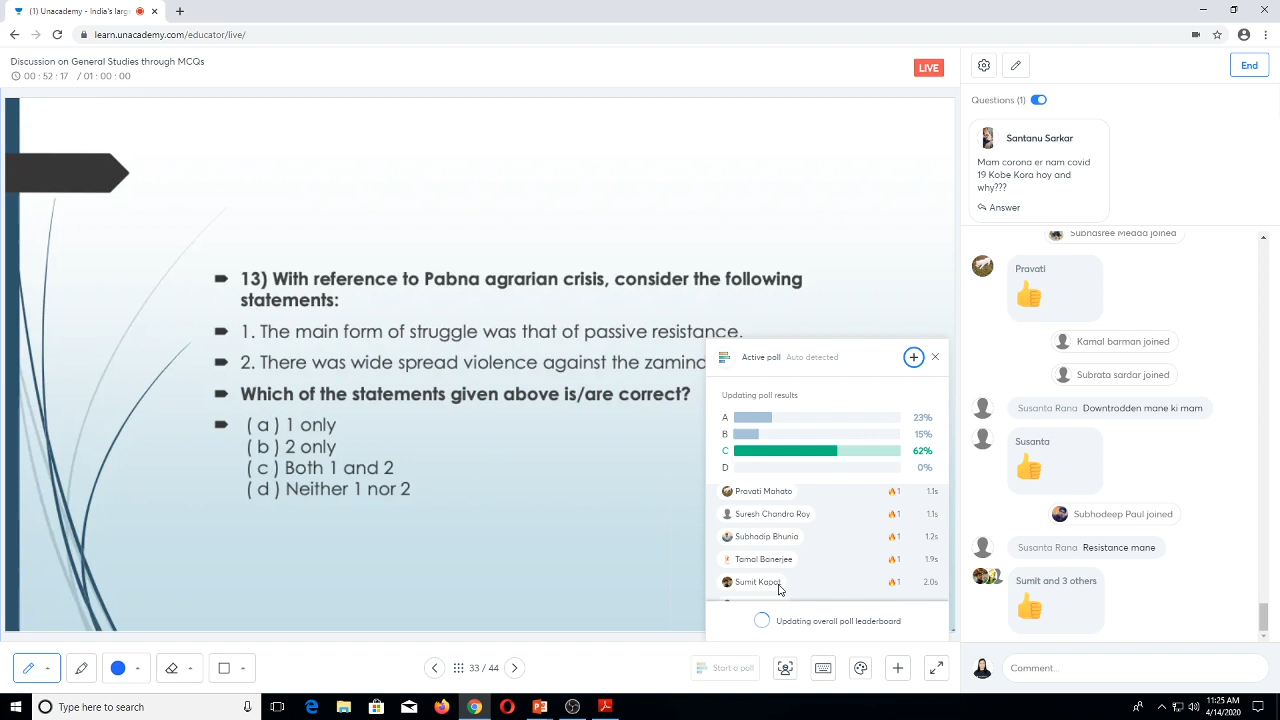 (1) Unacademy - India's larg
learn.unacademy.com/educator/live/
Discussion on General Studies through MCQs
00 : 52 : 17 / 01 : 00 : 00
LIVE
End
Questions (1)
Santanu Sarkar
Mam corona er nam covid
19 Kobe Kora hoy and
why???
Answer
13) With reference to Pabna agrarian crisis, consider the following
statements:
1. The main form of struggle was that of passive resistance.
2. There was wide spread violence against the zamind
Which of the statements given above is/are correct?
( a ) 1 only
( b ) 2 only
( c ) Both 1 and 2
( d ) Neither 1 nor 2
Active poll Auto detected
Updating poll results
A 23%
B 15%
C 62%
D 0%
Pravati Mahato 1 1.1s
Suresh Chandra Roy 1 1.1s
Subhadip Bhunia 1 1.2s
Tamal Banerjee 1 1.9s
Sumit Kapat 1 2.0s
Updating overall poll leaderboard
Subhasree Medda joined
Pravati
Kamal barman joined
Subrata sardar joined
Susanta Rana Downtrodden mane ki mam
Susanta
Subhodeep Paul joined
Susanta Rana Resistance mane
Sumit and 3 others
33 / 44
Start a poll
Comment...
Type here to search
11:25 AM
4/14/2020